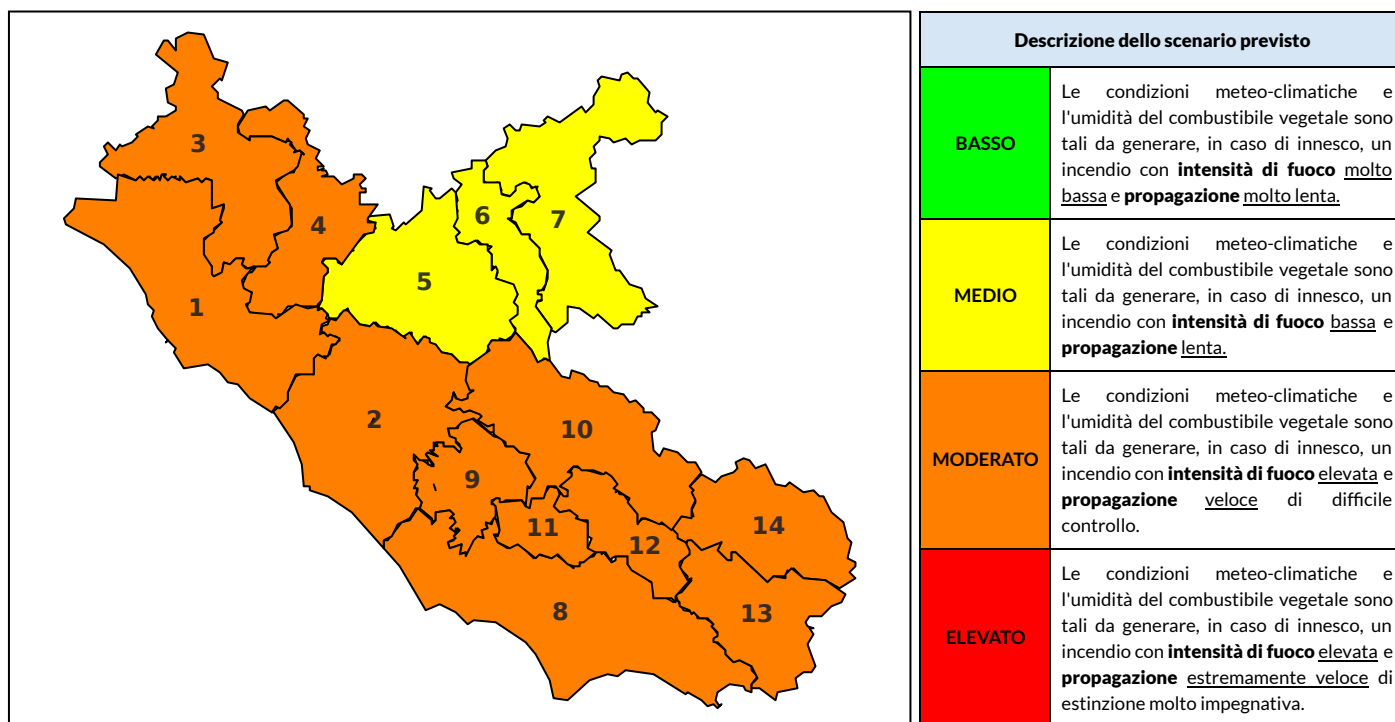 3
4
6
7
5
1
2
10
9
11
12
14
8
13
Descrizione dello scenario previsto
BASSO
Le condizioni meteo-climatiche e
l'umidità del combustibile vegetale sono
tali da generare, in caso di innesco, un
incendio con intensità di fuoco molto
bassa e propagazione molto lenta.
MEDIO
Le condizioni meteo-climatiche e
l'umidità del combustibile vegetale sono
tali da generare, in caso di innesco, un
incendio con intensità di fuoco bassa e
propagazione lenta.
MODERATO
Le condizioni meteo-climatiche e
l'umidità del combustibile vegetale sono
tali da generare, in caso di innesco, un
incendio con intensità di fuoco elevata e
propagazione veloce di difficile
controllo.
ELEVATO
Le condizioni meteo-climatiche e
l'umidità del combustibile vegetale sono
tali da generare, in caso di innesco, un
incendio con intensità di fuoco elevata e
propagazione estremamente veloce di
estinzione molto impegnativa.